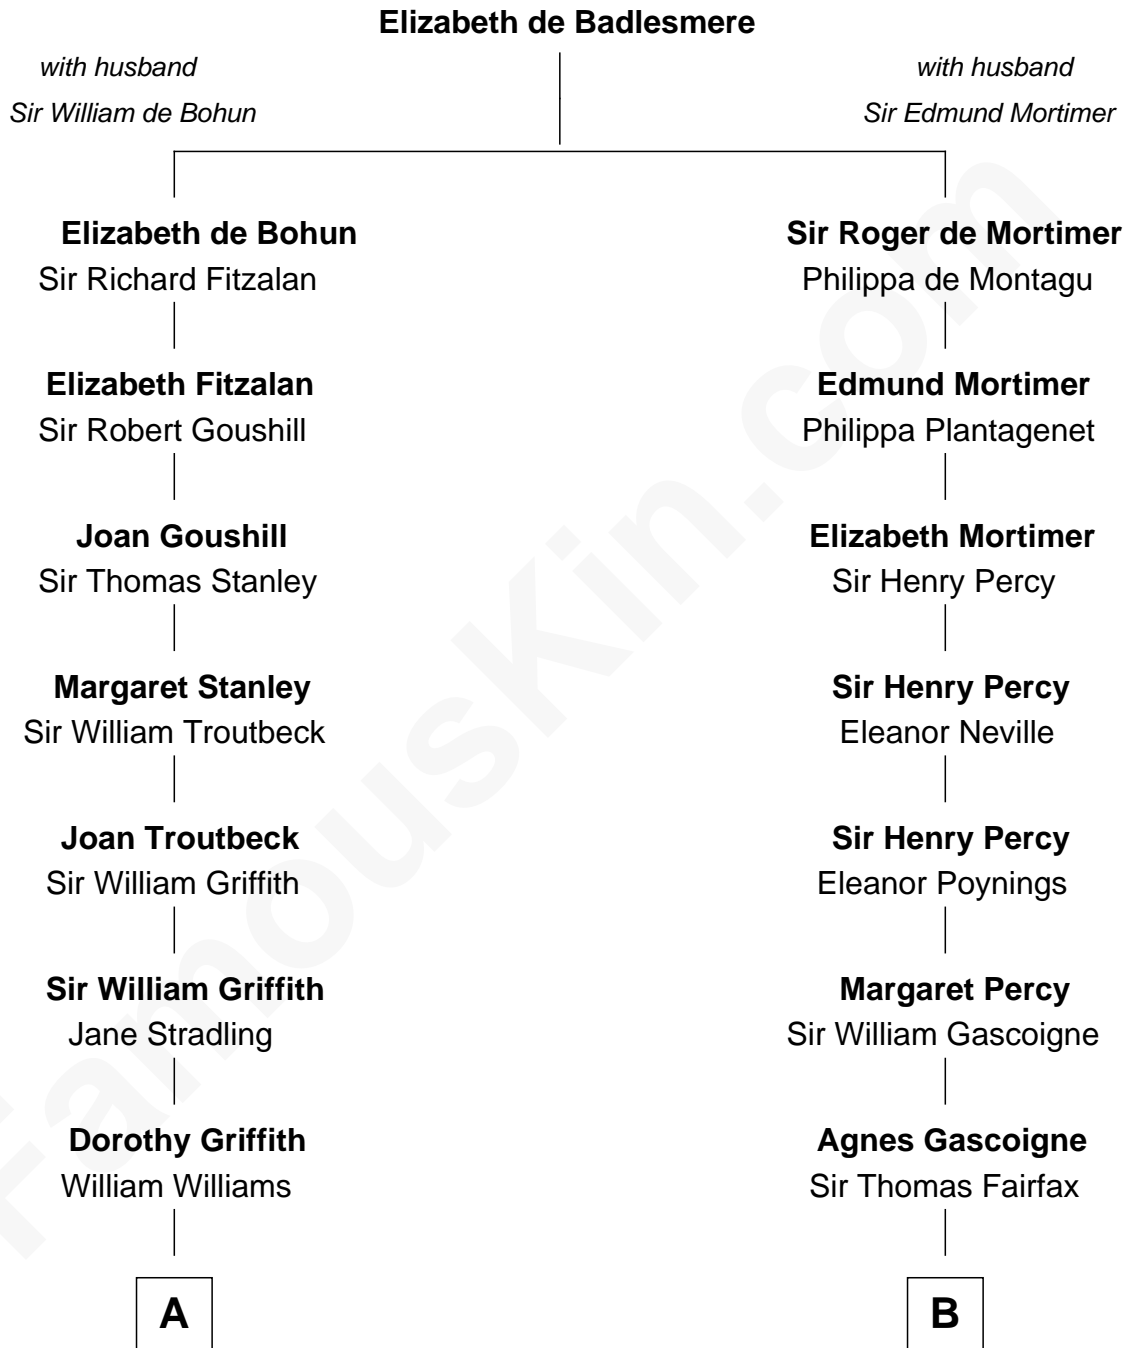 Elizabeth de Badlesmere
with husband
Sir William de Bohun
with husband
Sir Edmund Mortimer
Elizabeth de Bohun
Sir Richard Fitzalan
Sir Roger de Mortimer
Philippa de Montagu
Elizabeth Fitzalan
Sir Robert Goushill
Edmund Mortimer
Philippa Plantagenet
Joan Goushill
Sir Thomas Stanley
Elizabeth Mortimer
Sir Henry Percy
Margaret Stanley
Sir William Troutbeck
Sir Henry Percy
Eleanor Neville
Joan Troutbeck
Sir William Griffith
Sir Henry Percy
Eleanor Poynings
Sir William Griffith
Jane Stradling
Margaret Percy
Sir William Gascoigne
Dorothy Griffith
William Williams
Agnes Gascoigne
Sir Thomas Fairfax
A
B
FamousKin.com